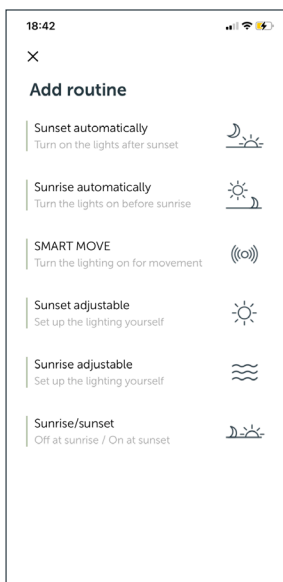 18:42
Add routine
Sunset automatically
Turn on the lights after sunset
Sunrise automatically
Turn the lights on before sunrise
SMART MOVE
Turn the lighting on for movement
Sunset adjustable
Set up the lighting yourself
Sunrise adjustable
Set up the lighting yourself
Sunrise/sunset
Off at sunrise / On at sunset